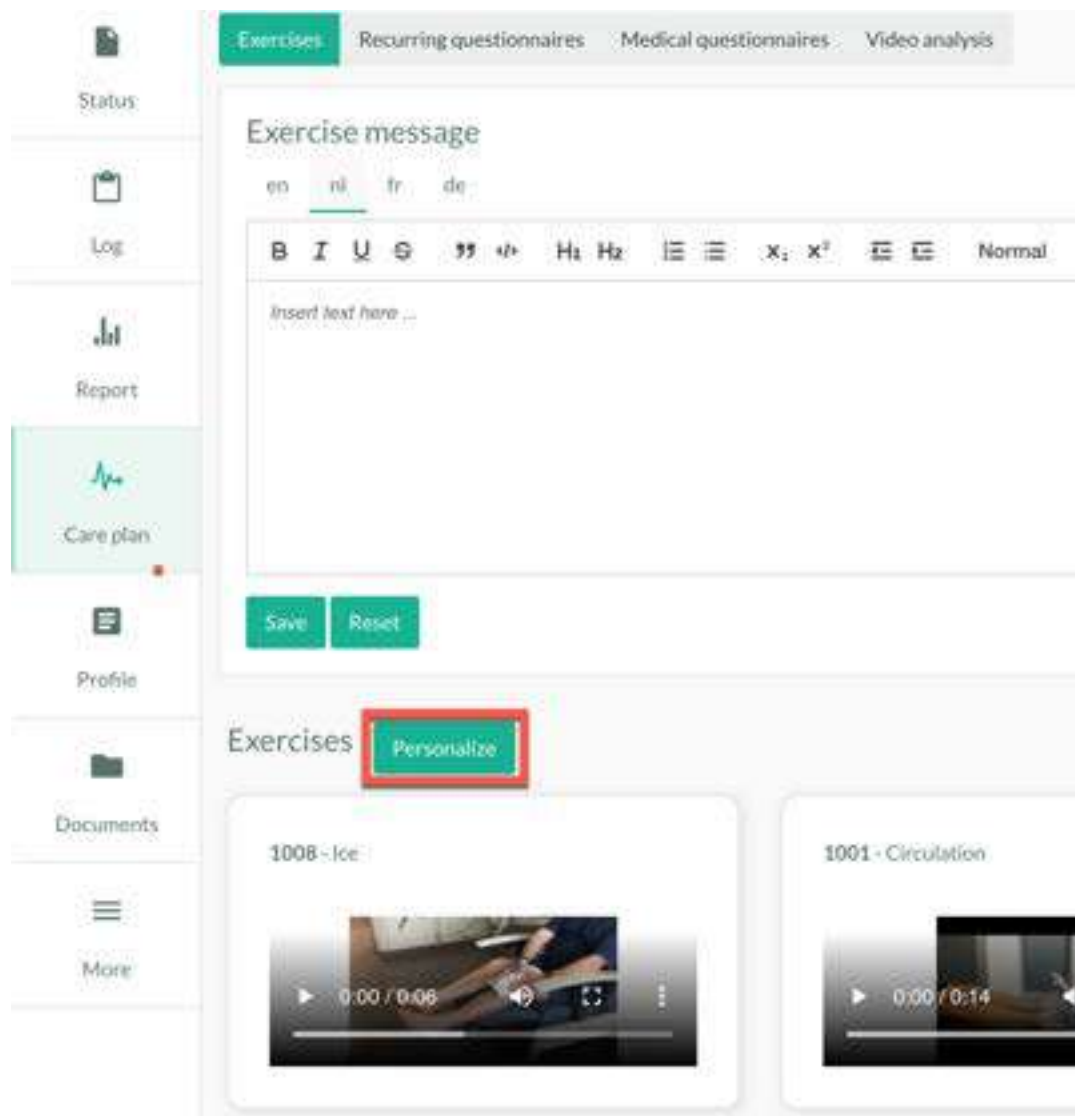 Status
Log
Report
Care plan
Profile
Documents
More
Exercises Recurring questionnaires Medical questionnaires Video analysis
Exercise message
en nl fr de
B I U S ” </> H1 H2 X₂ X² Normal
Insert text here ...
Save Reset
Exercises Personalize
1008 - Ice
0:00 / 0:06
1001 - Circulation
0:00 / 0:14